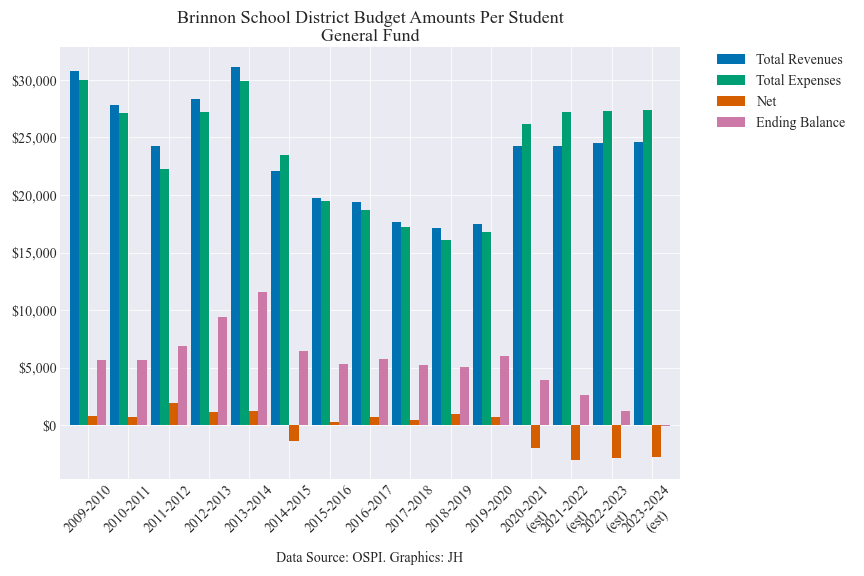 Brinnon School District Budget Amounts Per Student
General Fund
Total Revenues
Total Expenses
Net
Ending Balance
$30,000
$25,000
$20,000
$15,000
$10,000
$5,000
$0
2009-2010
2010-2011
2011-2012
2012-2013
2013-2014
2014-2015
2015-2016
2016-2017
2017-2018
2018-2019
2019-2020
2020-2021
(est)
2021-2022
(est)
2022-2023
(est)
2023-2024
(est)
Data Source: OSPI. Graphics: JH